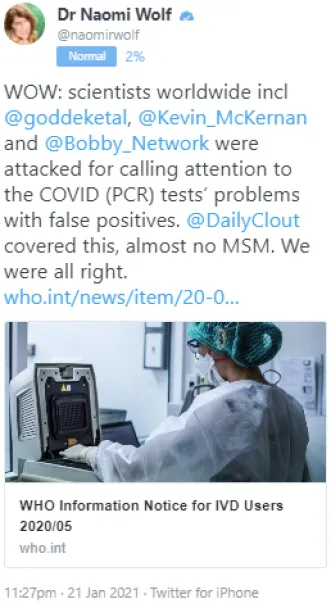 Dr Naomi Wolf
@naomirwolf
Normal 2%
WOW: scientists worldwide incl
@goddeketal, @Kevin_McKernan
and @Bobby_Network were
attacked for calling attention to
the COVID (PCR) tests’ problems
with false positives. @DailyClout
covered this, almost no MSM. We
were all right.
who.int/news/item/20-0...
WHO Information Notice for IVD Users
2020/05
who.int
11:27pm · 21 Jan 2021 · Twitter for iPhone